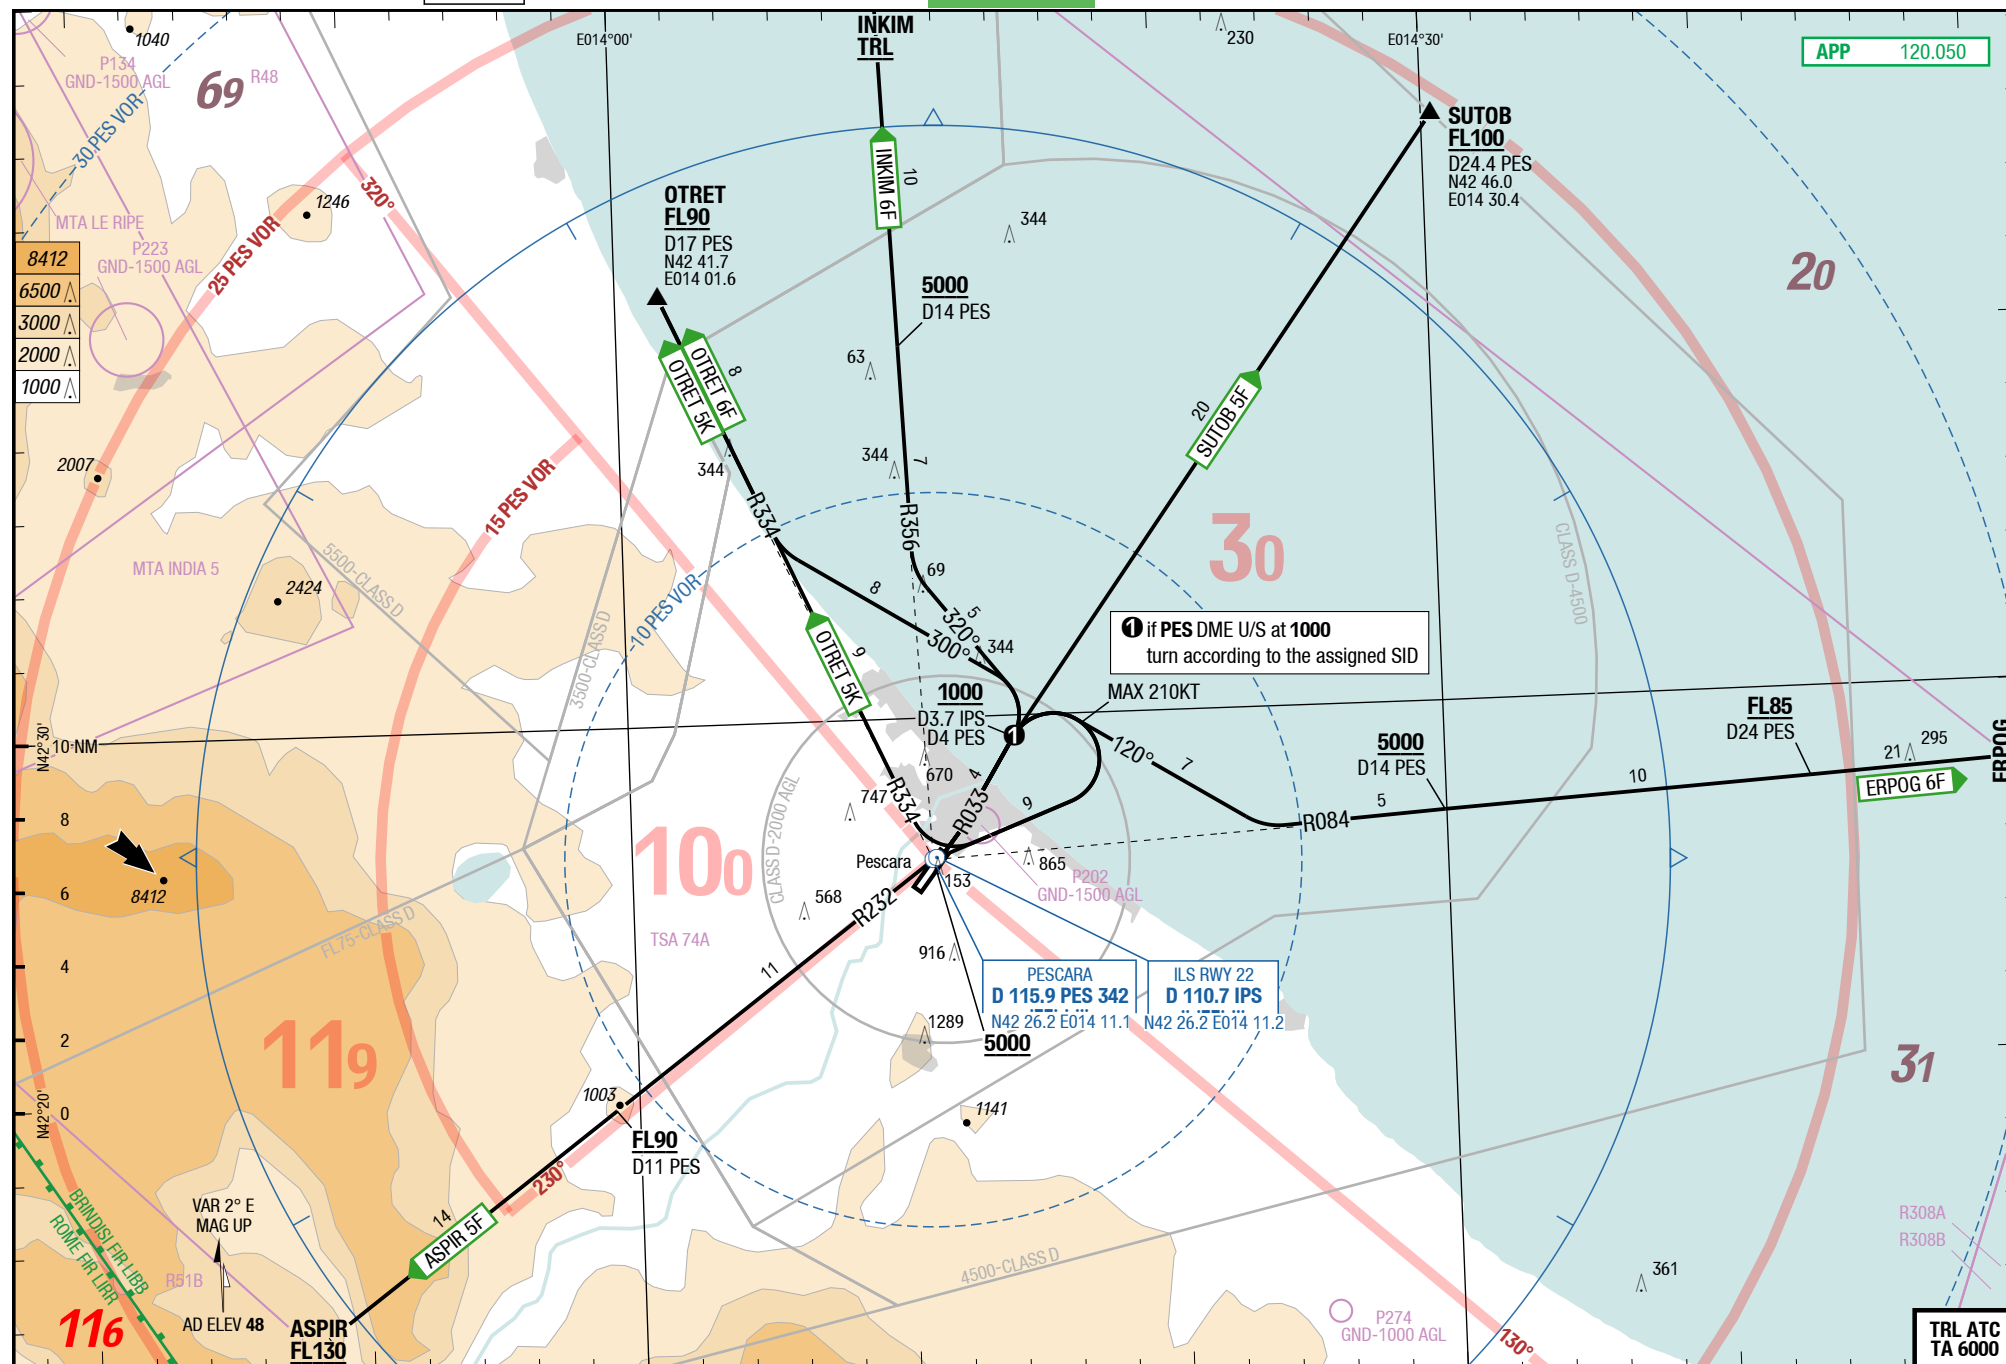 INKIM
TRL
1040
P134
GND-1500 AGL
69
R48
E014°00'
230
E014°30'
APP 120.050
30 PES VOR
SUTOB
FL100
D24.4 PES
N42 46.0
E014 30.4
INKIM 6F
10
320°
1246
25 PES VOR
OTRET
FL90
D17 PES
N42 41.7
E014 01.6
344
MTA LE RIPE
P223
GND-1500 AGL
8412
6500
3000
2000
1000
20
5000
D14 PES
63
OTRET 6F
OTRET 5K
8
20
SUTOB 5F
344
344
7
2007
15 PES VOR
R334
R356
30
CLASS D-4500
5500-CLASS D
MTA INDIA 5
2424
10 PES VOR
3500-CLASS D
69
8
5
320°
300°
344
1 if PES DME U/S at 1000
turn according to the assigned SID
OTRET 5K
9
1000
D3.7 IPS
D4 PES
1
MAX 210KT
120°
7
5000
D14 PES
FL85
D24 PES
21
295
ERPOG
ERPOG 6F
10
5
R084
N42°30'
10 NM
8
6
4
2
0
N42°20'
670
747
R334
4
R033
9
CLASS D-2000 AGL
100
Pescara
153
865
P202
GND-1500 AGL
8412
568
R232
FL75-CLASS D
TSA 74A
916
11
PESCARA
D 115.9 PES 342
N42 26.2 E014 11.1
ILS RWY 22
D 110.7 IPS
N42 26.2 E014 11.2
1289
5000
119
31
1003
1141
FL90
D11 PES
230°
VAR 2° E
MAG UP
14
ASPIR 5F
BRINDISI FIR LIBB
ROME FIR LIRR
R51B
AD ELEV 48
116
ASPIR
FL130
4500-CLASS D
R308A
R308B
361
P274
GND-1000 AGL
130°
TRL ATC
TA 6000